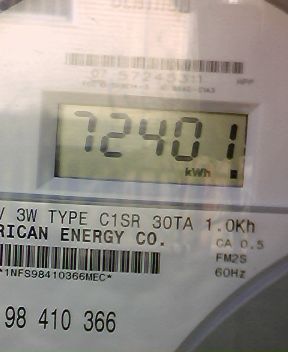 72401
kWh
V 3W TYPE C1SR 30TA 1.0Kh
RICAN ENERGY CO.
CA 0.5
FM2S
60Hz
*1NFS98410366MEC*
98 410 366